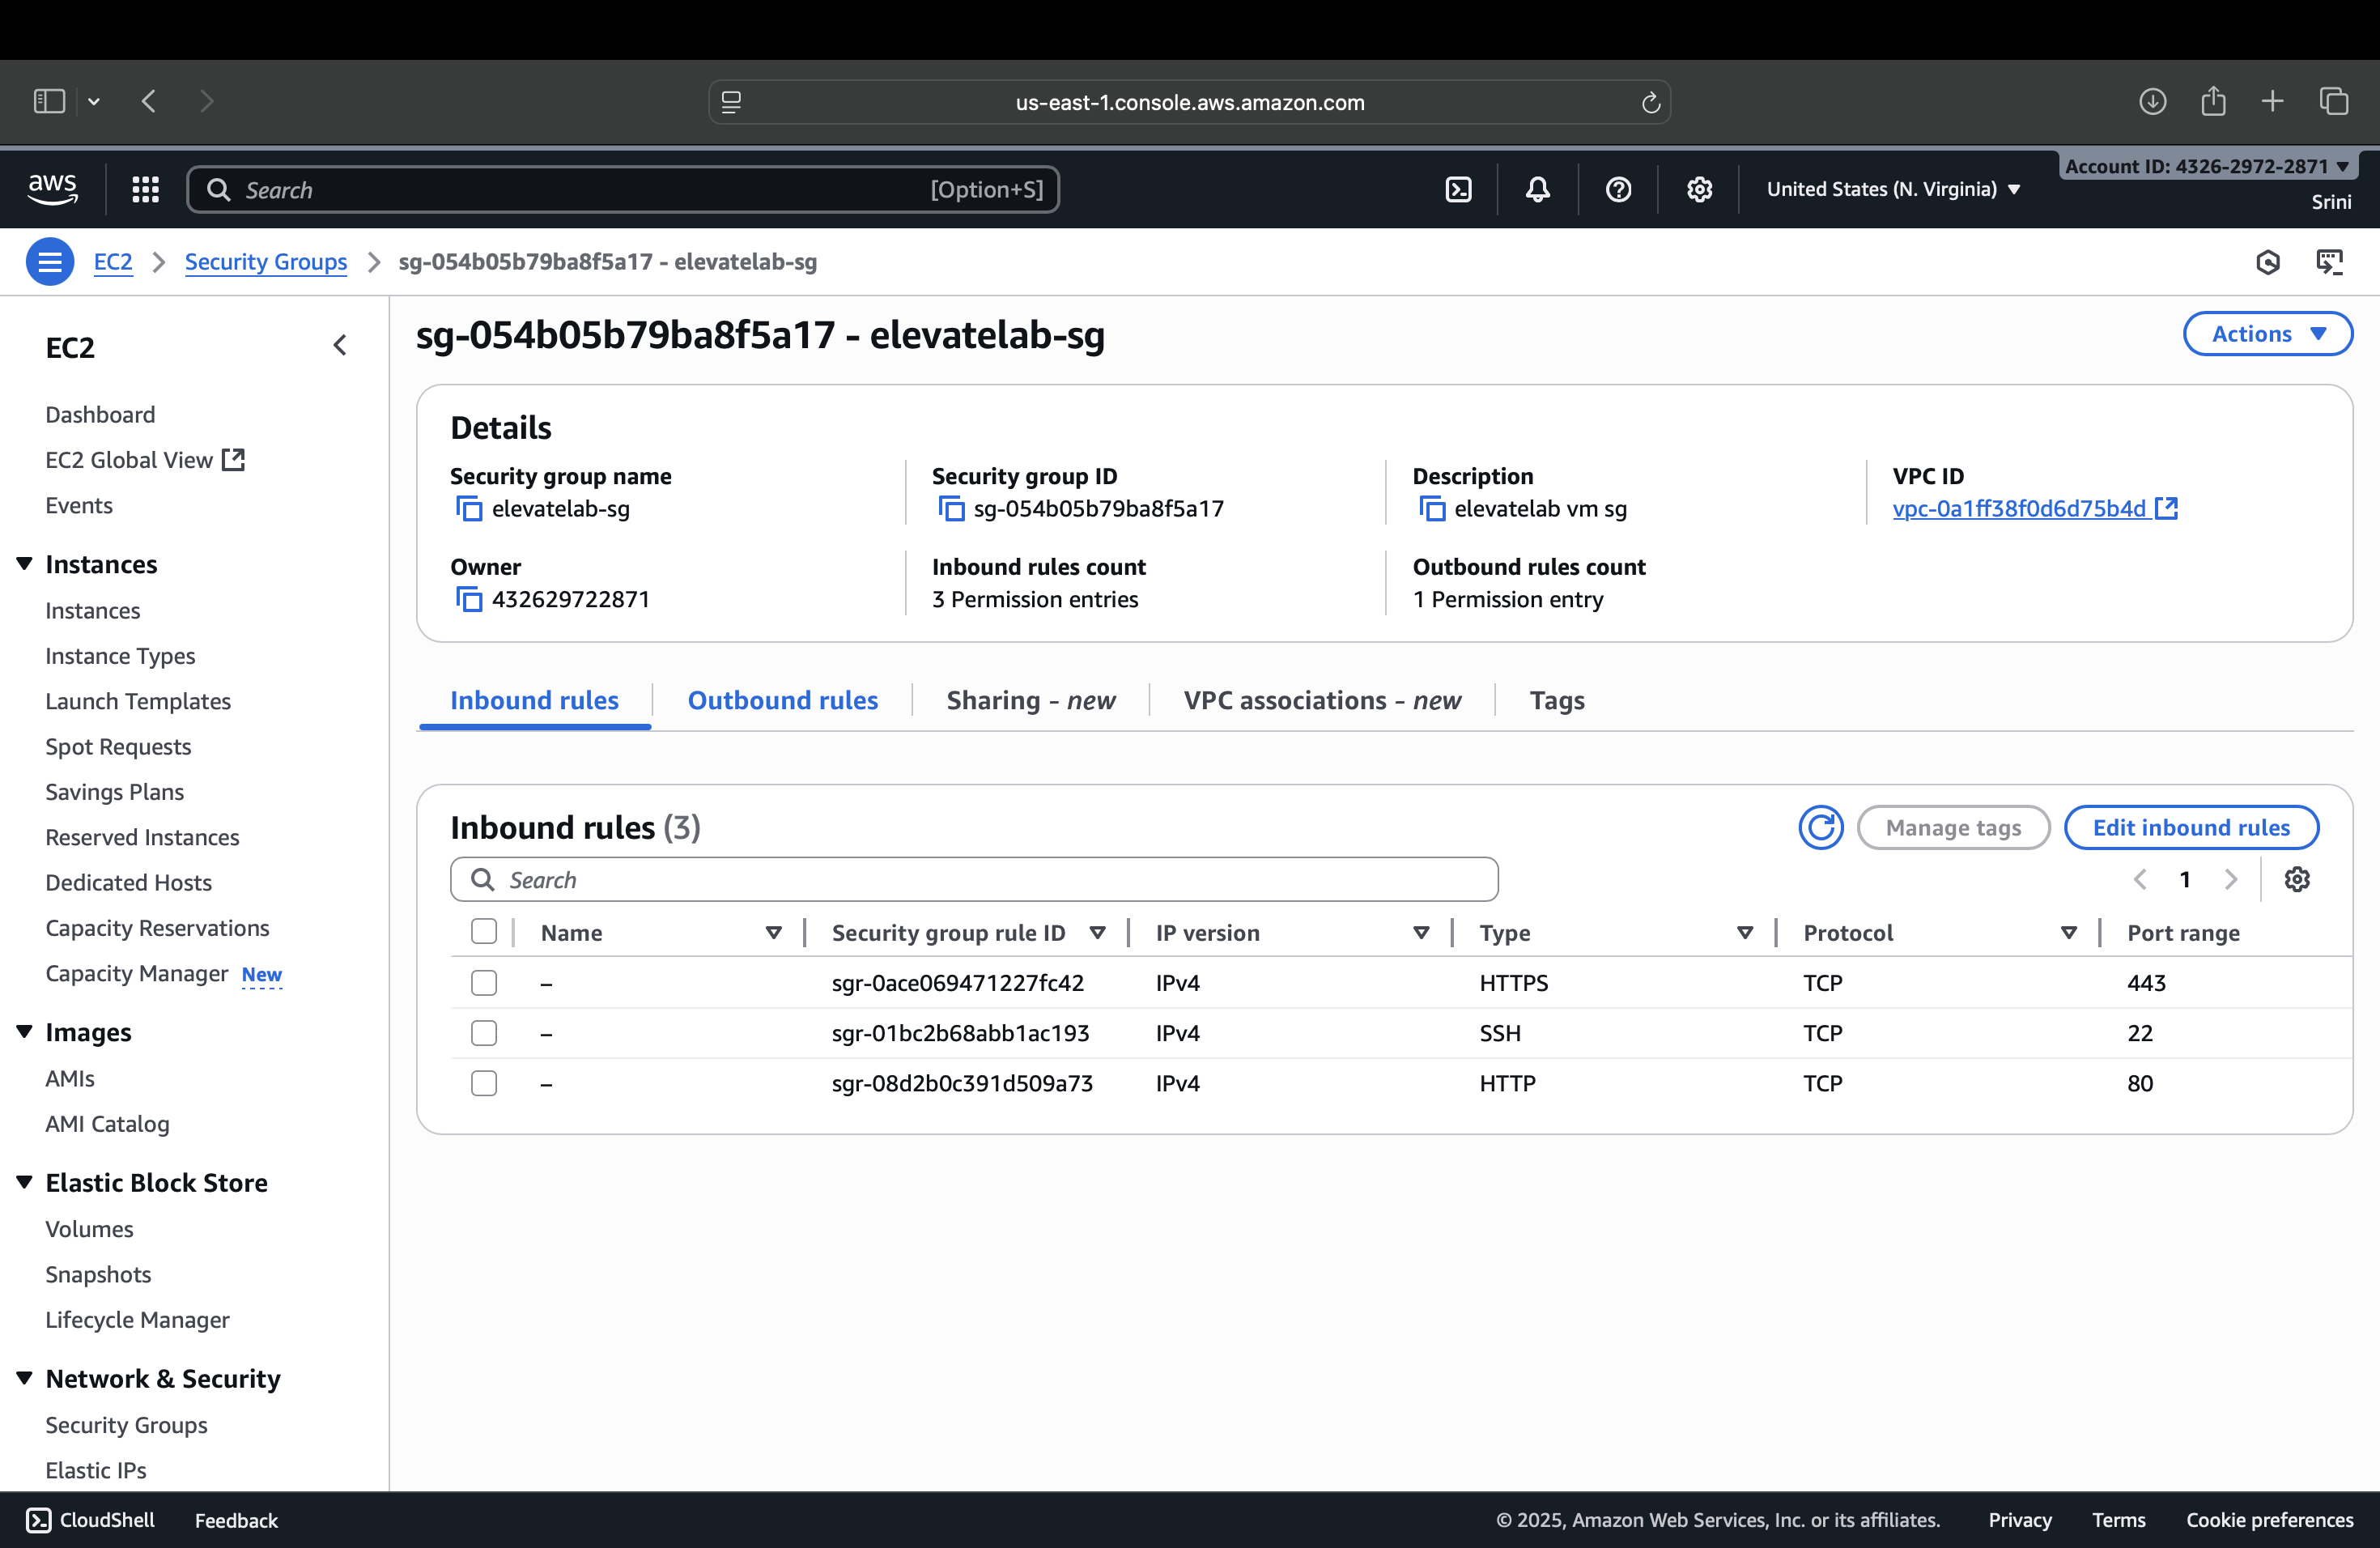 us-east-1.console.aws.amazon.com
aws
Search [Option+S]
United States (N. Virginia)
Account ID: 4326-2972-2871
Srini
EC2 > Security Groups > sg-054b05b79ba8f5a17 - elevatelab-sg
EC2
Dashboard
EC2 Global View
Events
Instances
Instances
Instance Types
Launch Templates
Spot Requests
Savings Plans
Reserved Instances
Dedicated Hosts
Capacity Reservations
Capacity Manager New
Images
AMIs
AMI Catalog
Elastic Block Store
Volumes
Snapshots
Lifecycle Manager
Network & Security
Security Groups
Elastic IPs
sg-054b05b79ba8f5a17 - elevatelab-sg
Actions
Details
Security group name
elevatelab-sg
Security group ID
sg-054b05b79ba8f5a17
Description
elevatelab vm sg
VPC ID
vpc-0a1ff38f0d6d75b4d
Owner
432629722871
Inbound rules count
3 Permission entries
Outbound rules count
1 Permission entry
Inbound rules
Outbound rules
Sharing - new
VPC associations - new
Tags
Inbound rules (3)
Manage tags
Edit inbound rules
Search
1
Name Security group rule ID IP version Type Protocol Port range
– sgr-0ace069471227fc42 IPv4 HTTPS TCP 443
– sgr-01bc2b68abb1ac193 IPv4 SSH TCP 22
– sgr-08d2b0c391d509a73 IPv4 HTTP TCP 80
CloudShell Feedback
© 2025, Amazon Web Services, Inc. or its affiliates. Privacy Terms Cookie preferences